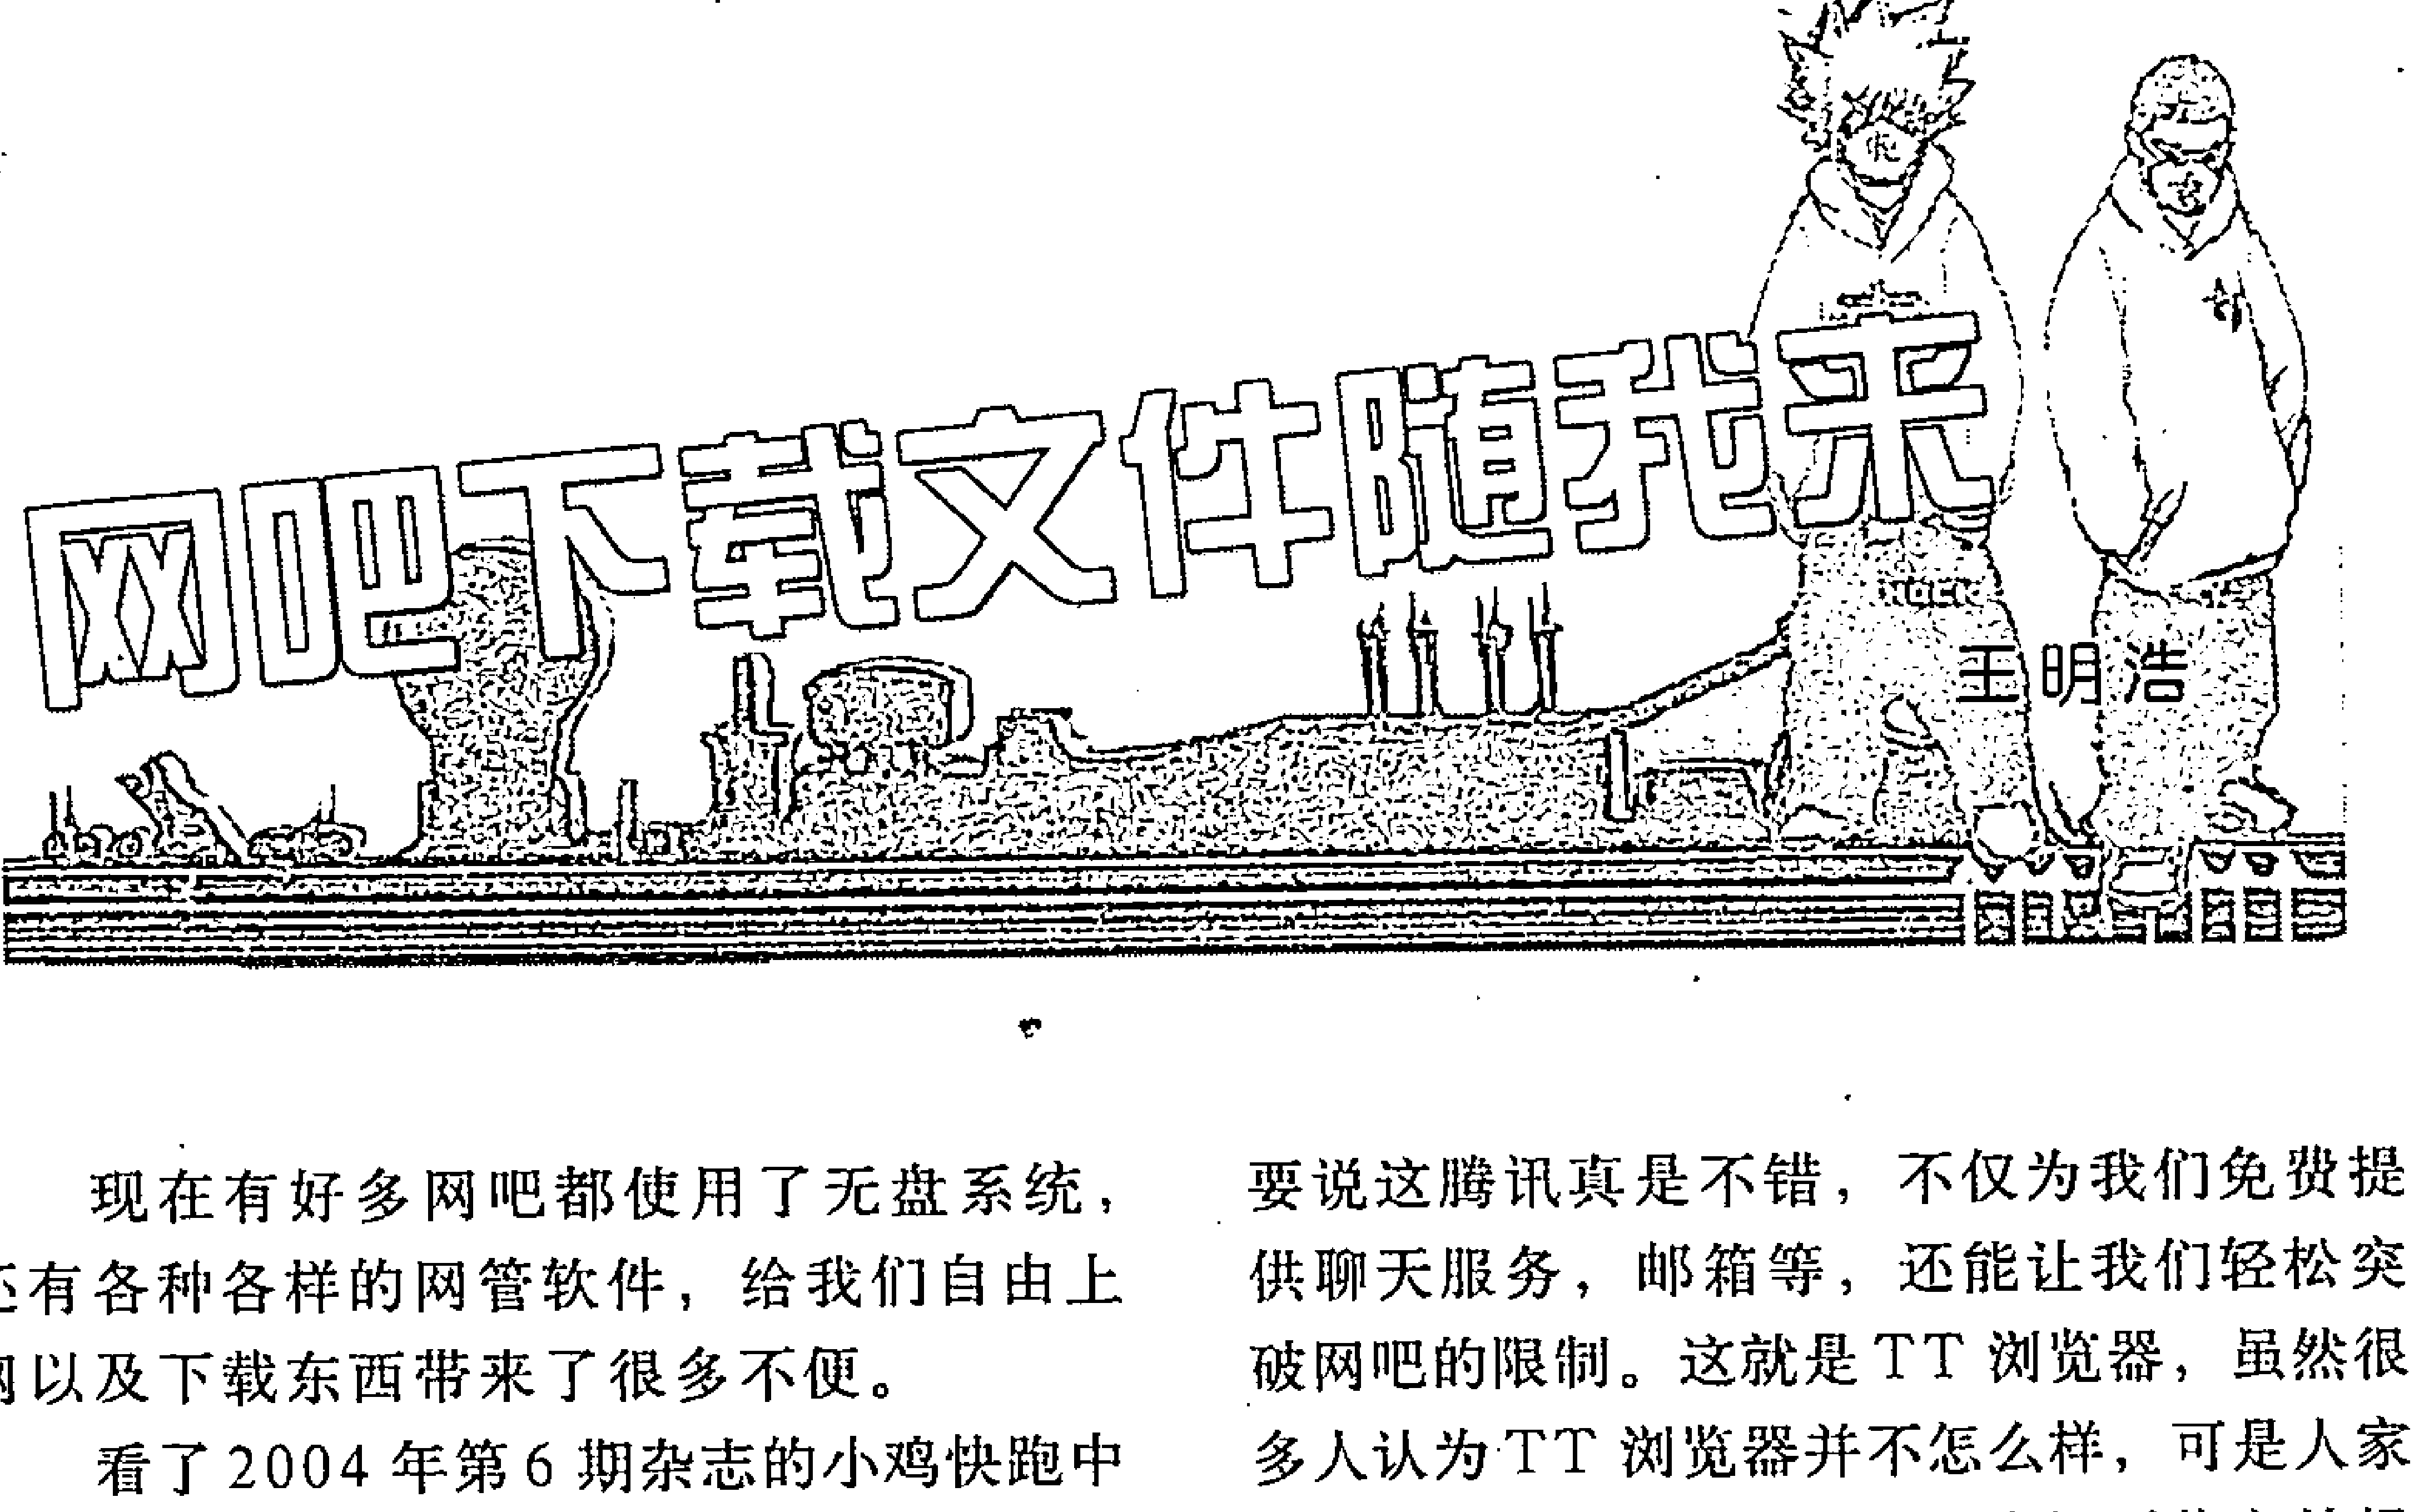 网吧下载文件随我来
王明浩
现在有好多网吧都使用了无盘系统，
还有各种各样的网管软件，给我们自由上
网以及下载东西带来了很多不便。
看了2004年第6期杂志的小鸡快跑中
要说这腾讯真是不错，不仅为我们免费提
供聊天服务，邮箱等，还能让我们轻松突
破网吧的限制。这就是TT浏览器，虽然很
多人认为TT浏览器并不怎么样，可是人家